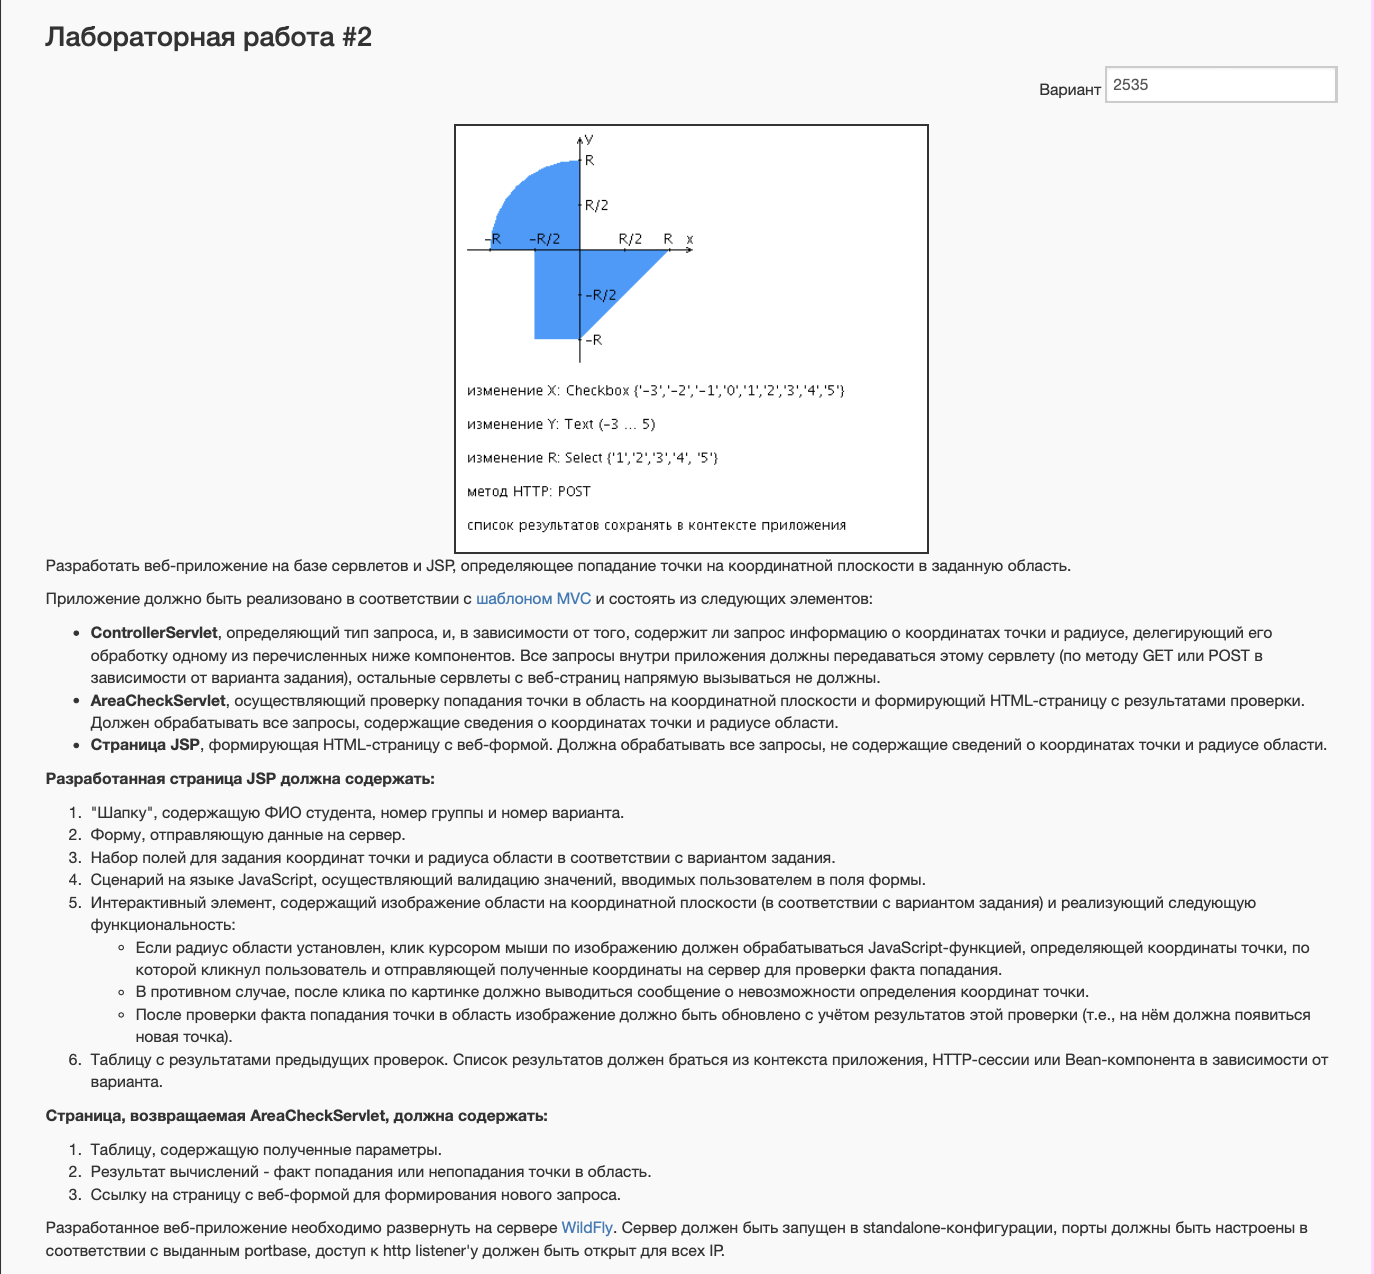 Лабораторная работа #2
Вариант 2535
y
R
R/2
-R -R/2 R/2 R x
-R/2
-R
изменение X: Checkbox {'-3','-2','-1','0','1','2','3','4','5'}
изменение Y: Text (-3 ... 5)
изменение R: Select {'1','2','3','4', '5'}
метод HTTP: POST
список результатов сохранять в контексте приложения
Разработать веб-приложение на базе сервлетов и JSP, определяющее попадание точки на координатной плоскости в заданную область.
Приложение должно быть реализовано в соответствии с шаблоном MVC и состоять из следующих элементов:
• ControllerServlet, определяющий тип запроса, и, в зависимости от того, содержит ли запрос информацию о координатах точки и радиусе, делегирующий его
обработку одному из перечисленных ниже компонентов. Все запросы внутри приложения должны передаваться этому сервлету (по методу GET или POST в
зависимости от варианта задания), остальные сервлеты с веб-страниц напрямую вызываться не должны.
• AreaCheckServlet, осуществляющий проверку попадания точки в область на координатной плоскости и формирующий HTML-страницу с результатами проверки.
Должен обрабатывать все запросы, содержащие сведения о координатах точки и радиусе области.
• Страница JSP, формирующая HTML-страницу с веб-формой. Должна обрабатывать все запросы, не содержащие сведений о координатах точки и радиусе области.
Разработанная страница JSP должна содержать:
1. "Шапку", содержащую ФИО студента, номер группы и номер варианта.
2. Форму, отправляющую данные на сервер.
3. Набор полей для задания координат точки и радиуса области в соответствии с вариантом задания.
4. Сценарий на языке JavaScript, осуществляющий валидацию значений, вводимых пользователем в поля формы.
5. Интерактивный элемент, содержащий изображение области на координатной плоскости (в соответствии с вариантом задания) и реализующий следующую
функциональность:
◦ Если радиус области установлен, клик курсором мыши по изображению должен обрабатываться JavaScript-функцией, определяющей координаты точки, по
которой кликнул пользователь и отправляющей полученные координаты на сервер для проверки факта попадания.
◦ В противном случае, после клика по картинке должно выводиться сообщение о невозможности определения координат точки.
◦ После проверки факта попадания точки в область изображение должно быть обновлено с учётом результатов этой проверки (т.е., на нём должна появиться
новая точка).
6. Таблицу с результатами предыдущих проверок. Список результатов должен браться из контекста приложения, HTTP-сессии или Bean-компонента в зависимости от
варианта.
Страница, возвращаемая AreaCheckServlet, должна содержать:
1. Таблицу, содержащую полученные параметры.
2. Результат вычислений - факт попадания или непопадания точки в область.
3. Ссылку на страницу с веб-формой для формирования нового запроса.
Разработанное веб-приложение необходимо развернуть на сервере WildFly. Сервер должен быть запущен в standalone-конфигурации, порты должны быть настроены в
соответствии с выданным portbase, доступ к http listener'у должен быть открыт для всех IP.